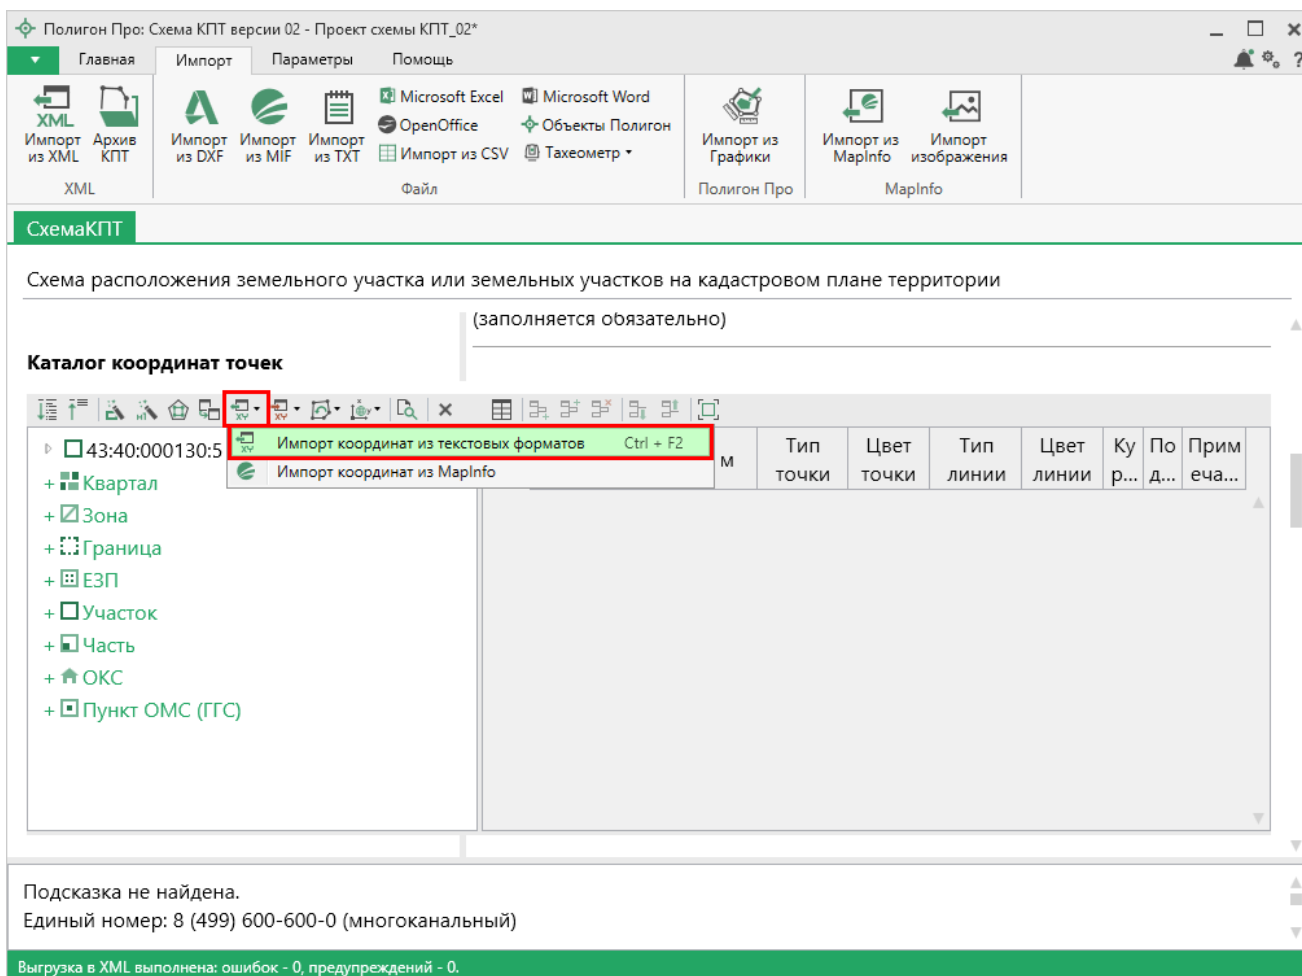 Полигон Про: Схема КПТ версии 02 - Проект схемы КПТ_02*
Главная Импорт Параметры Помощь
XML Импорт из XML
Архив КПТ
Импорт из DXF
Импорт из MIF
Импорт из TXT
Microsoft Excel
OpenOffice
Импорт из CSV
Microsoft Word
Объекты Полигон
Тахеометр
Импорт из Графики
Импорт из MapInfo
Импорт изображения
XML Файл Полигон Про MapInfo
СхемаКПТ
Схема расположения земельного участка или земельных участков на кадастровом плане территории
(заполняется обязательно)
Каталог координат точек
Импорт координат из текстовых форматов Ctrl + F2
Импорт координат из MapInfo
43:40:000130:5
+ Квартал
+ Зона
+ Граница
+ ЕЗП
+ Участок
+ Часть
+ ОКС
+ Пункт ОМС (ГГС)
м
Тип точки
Цвет точки
Тип линии
Цвет линии
Ку р...
По д...
Прим еча...
Подсказка не найдена.
Единый номер: 8 (499) 600-600-0 (многоканальный)
Выгрузка в XML выполнена: ошибок - 0, предупреждений - 0.